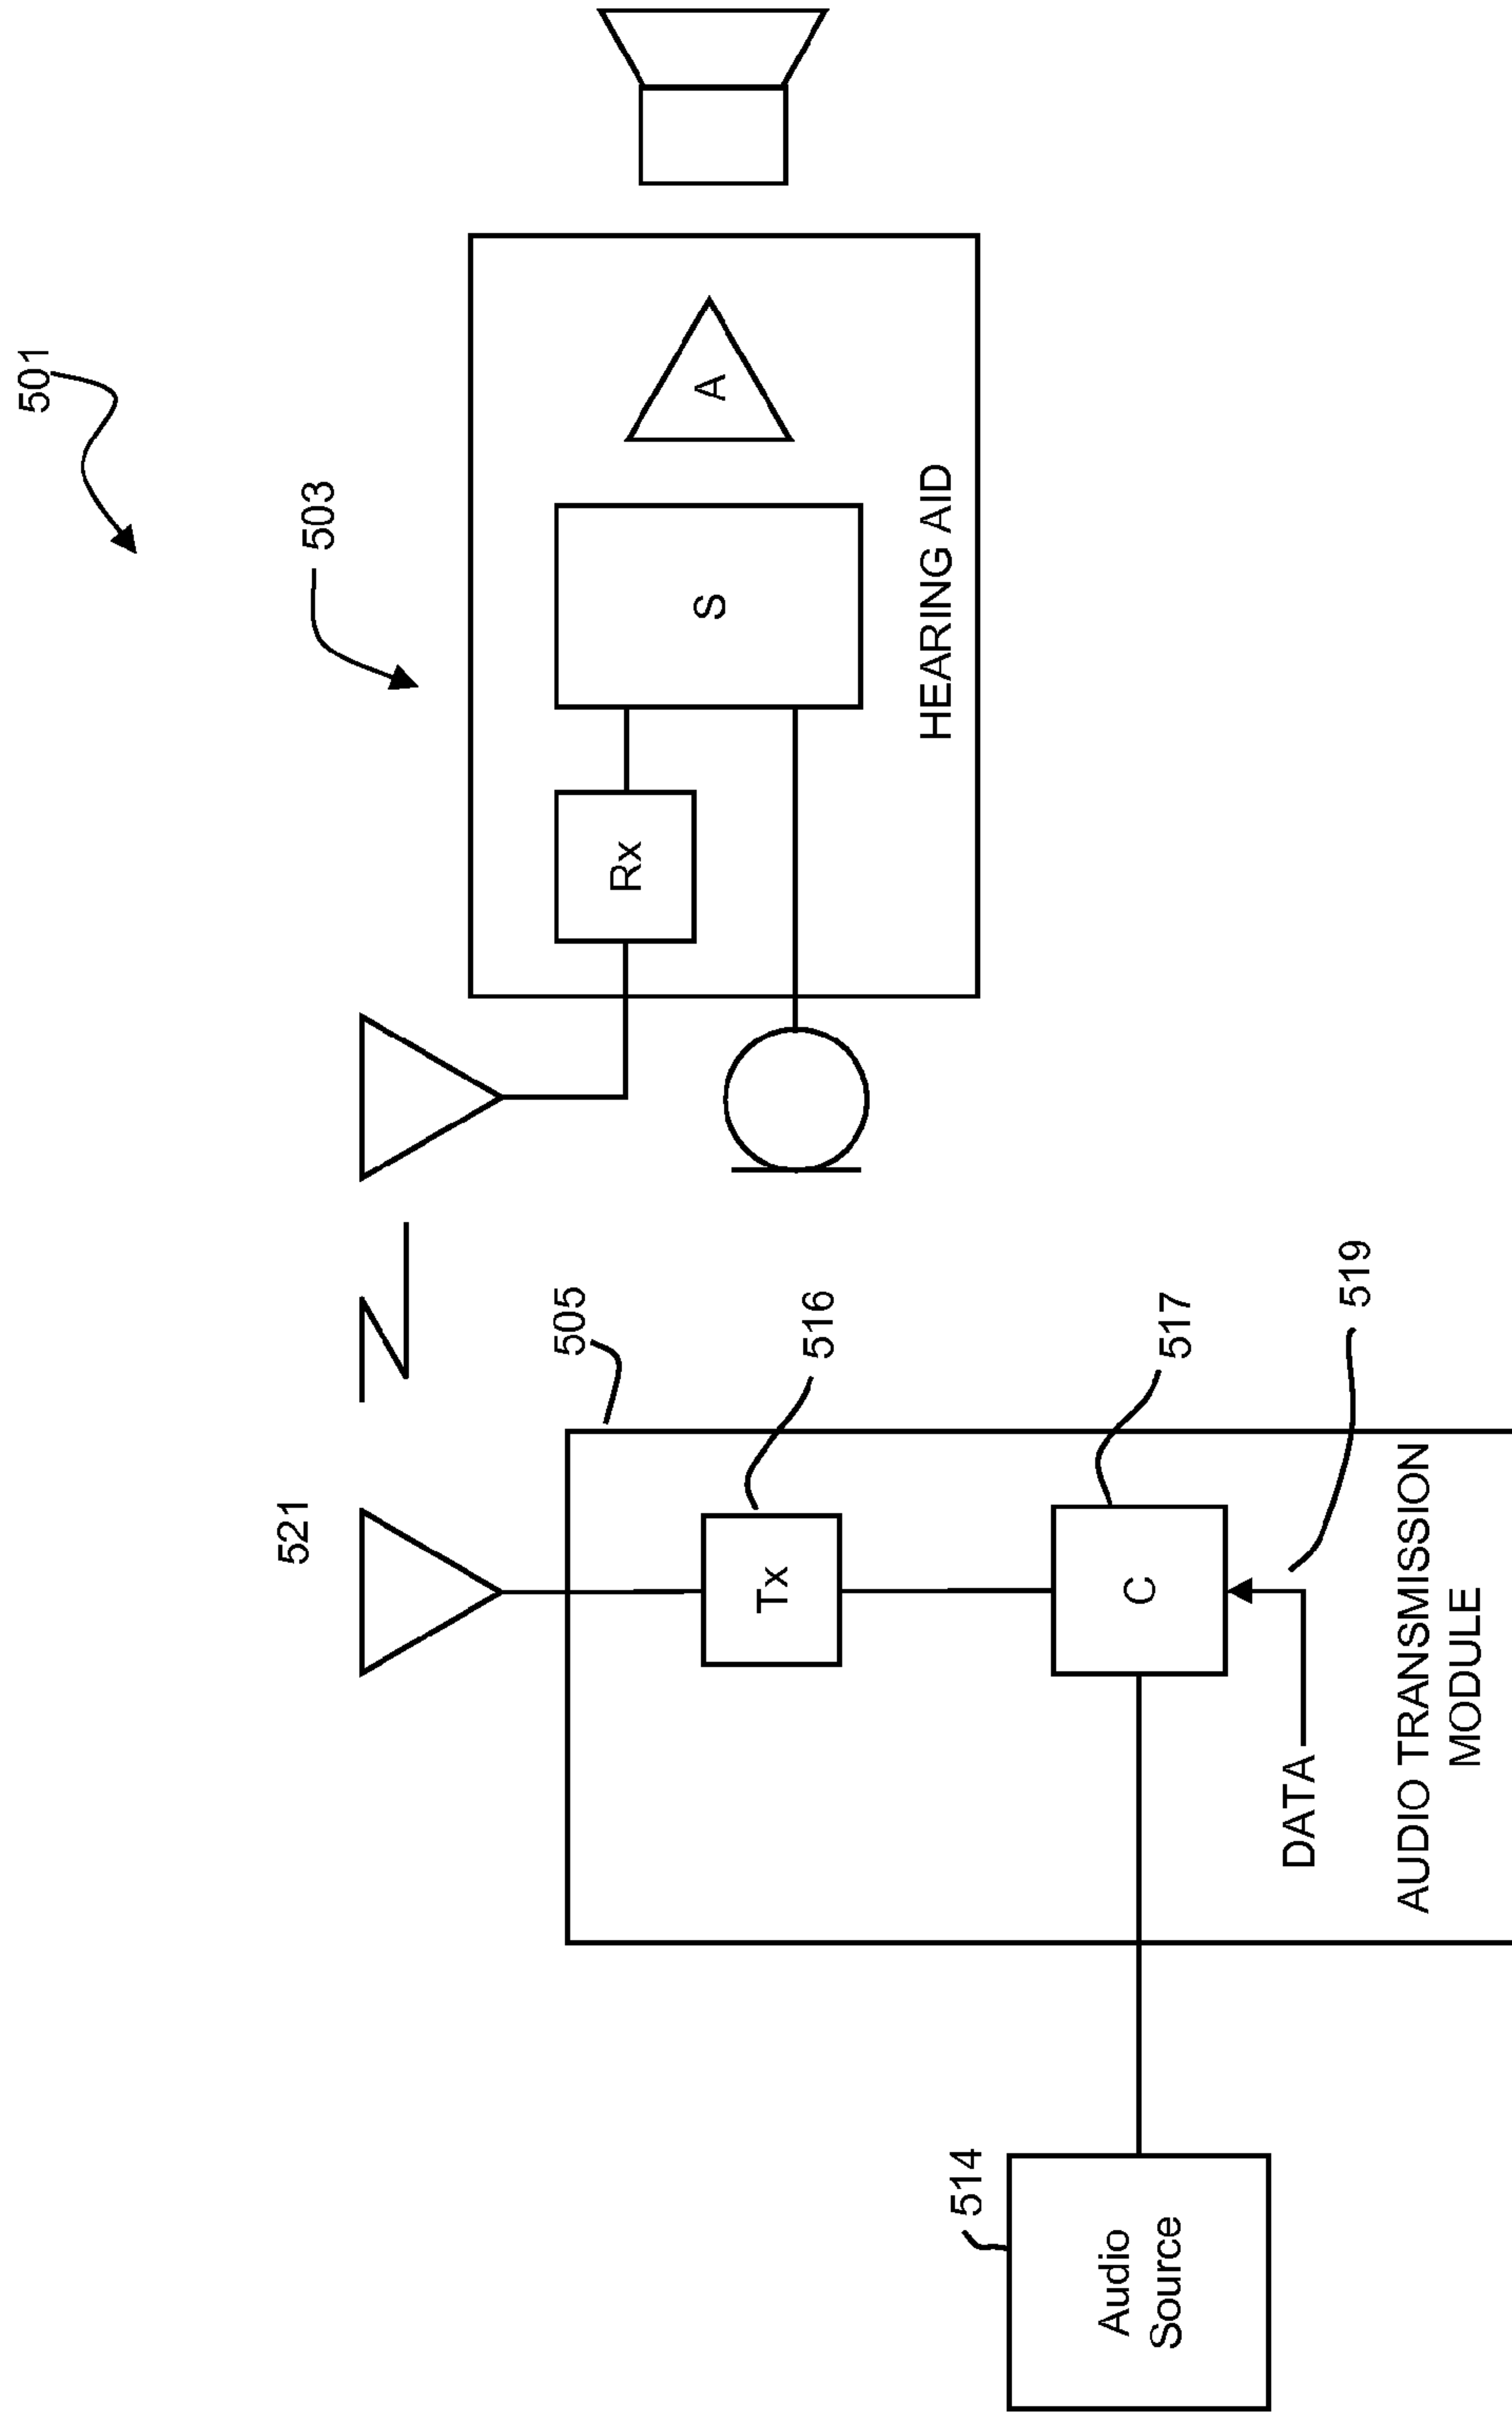 501
503
521
505
516
517
519
514
Rx
S
A
HEARING AID
Tx
C
DATA
AUDIO TRANSMISSION
MODULE
Audio
Source